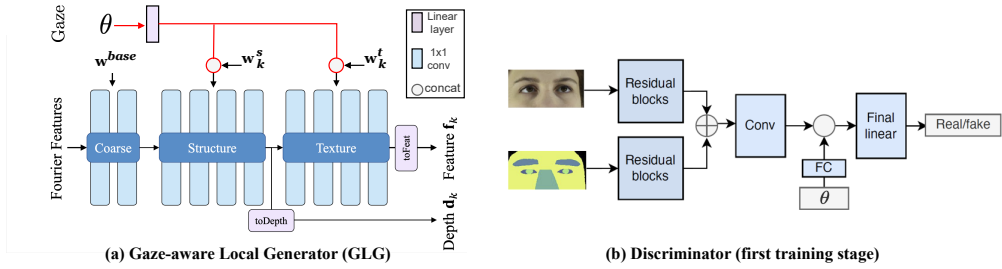 Gaze
θ
Linear
layer
1x1
conv
concat
w^base
w_k^s
w_k^t
Fourier Features
Coarse
Structure
Texture
toFeat
Feature f_k
toDepth
Depth d_k
(a) Gaze-aware Local Generator (GLG)
Residual
blocks
Residual
blocks
Conv
Final
linear
Real/fake
FC
θ
(b) Discriminator (first training stage)